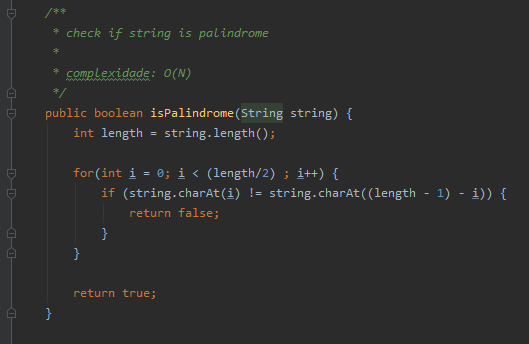 /**
 * check if string is palindrome
 *
 * complexidade: O(N)
 */
public boolean isPalindrome(String string) {
    int length = string.length();
    for(int i = 0; i < (length/2) ; i++) {
        if (string.charAt(i) != string.charAt((length - 1) - i)) {
            return false;
        }
    }
    return true;
}